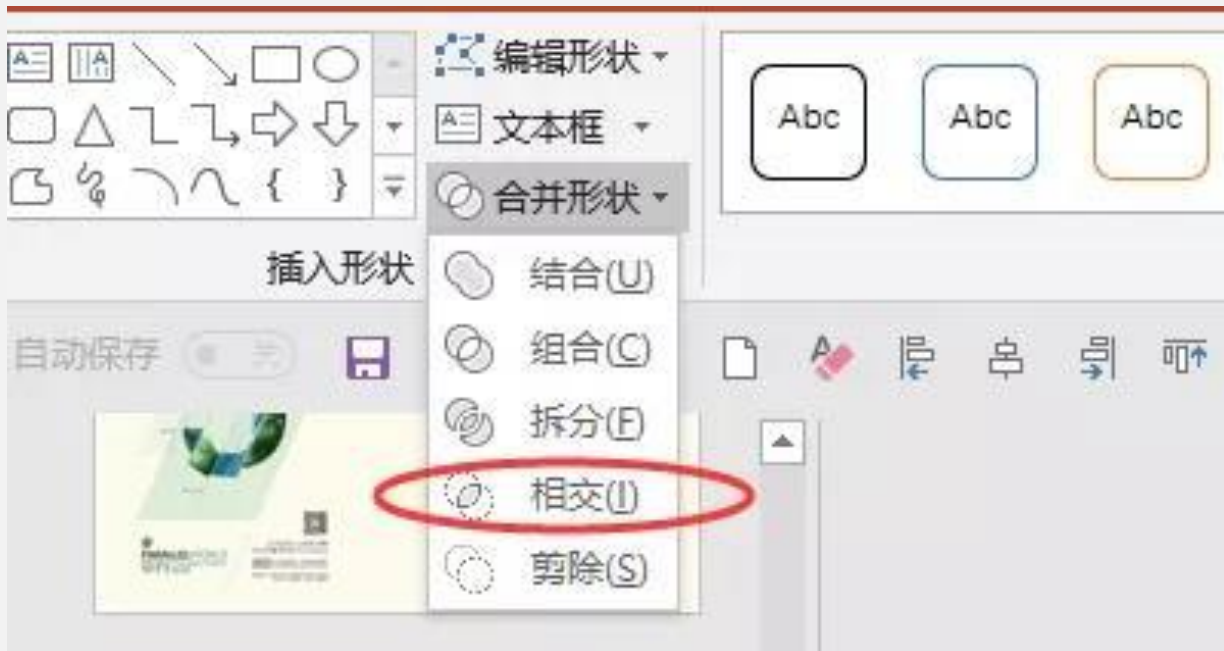 编辑形状
文本框
合并形状
Abc
Abc
Abc
插入形状
结合(U)
组合(C)
拆分(F)
相交(I)
剪除(S)
自动保存
关